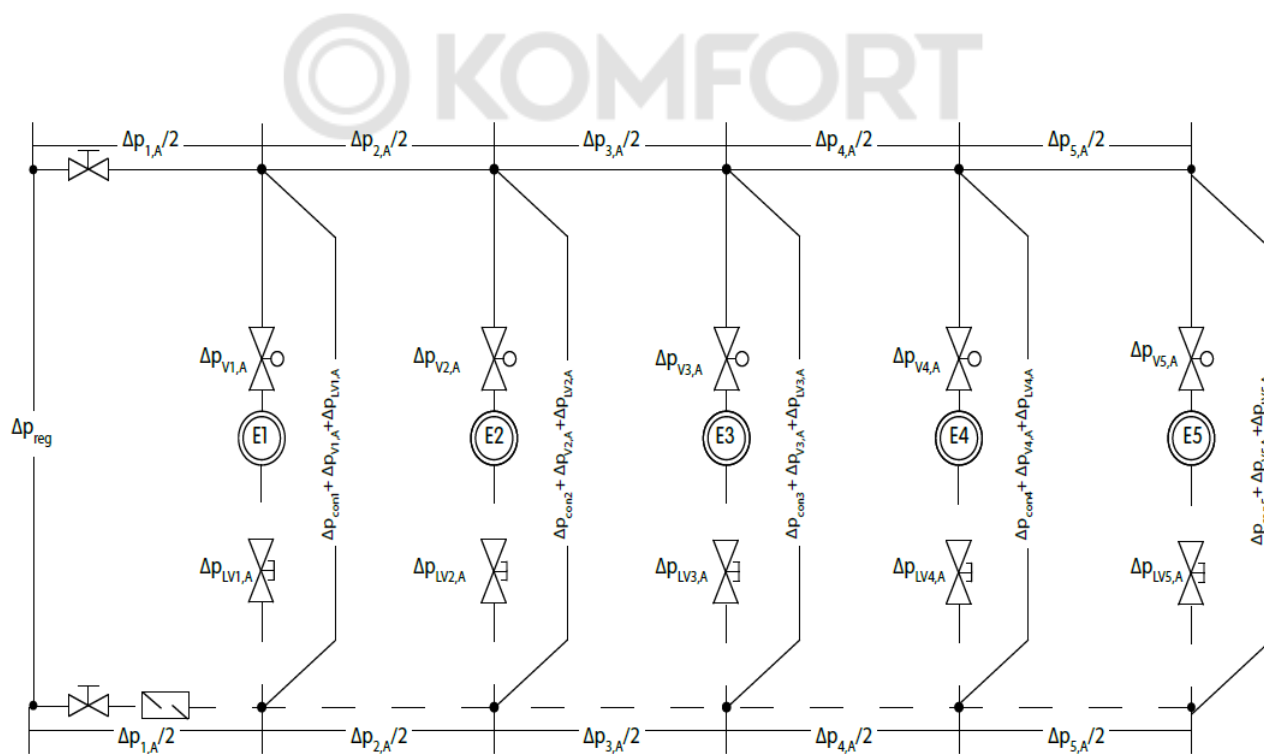 KOMFORT
Δp1,A/2 Δp2,A/2 Δp3,A/2 Δp4,A/2 Δp5,A/2
ΔpV1,A ΔpV2,A ΔpV3,A ΔpV4,A ΔpV5,A
Δpreg
E1 E2 E3 E4 E5
Δpcon1+ ΔpV1,A+ΔpLV1,A
Δpcon2+ ΔpV2,A+ΔpLV2,A
Δpcon3+ ΔpV3,A+ΔpLV3,A
Δpcon4+ ΔpV4,A+ΔpLV4,A
ΔpLV1,A ΔpLV2,A ΔpLV3,A ΔpLV4,A ΔpLV5,A
Δp1,A/2 Δp2,A/2 Δp3,A/2 Δp4,A/2 Δp5,A/2